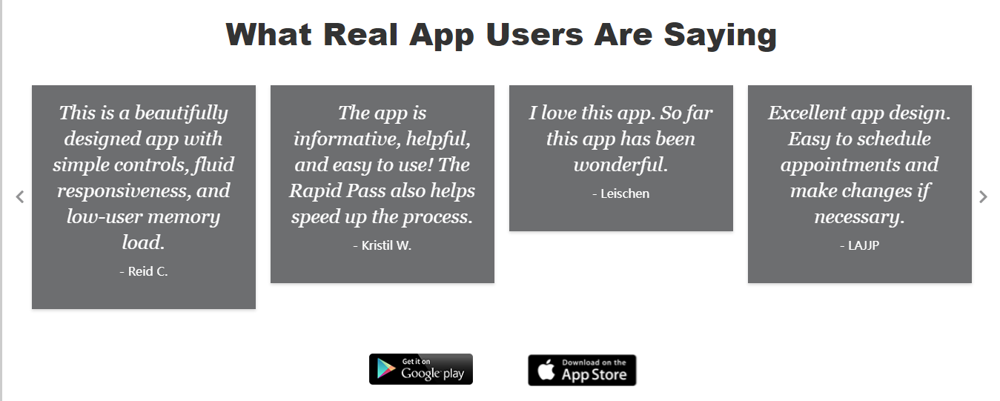 What Real App Users Are Saying
This is a beautifully
designed app with
simple controls, fluid
responsiveness, and
low-user memory
load.
- Reid C.
The app is
informative, helpful,
and easy to use! The
Rapid Pass also helps
speed up the process.
- Kristil W.
I love this app. So far
this app has been
wonderful.
- Leischen
Excellent app design.
Easy to schedule
appointments and
make changes if
necessary.
- LAJJP
Get it on
Google play
Download on the
App Store